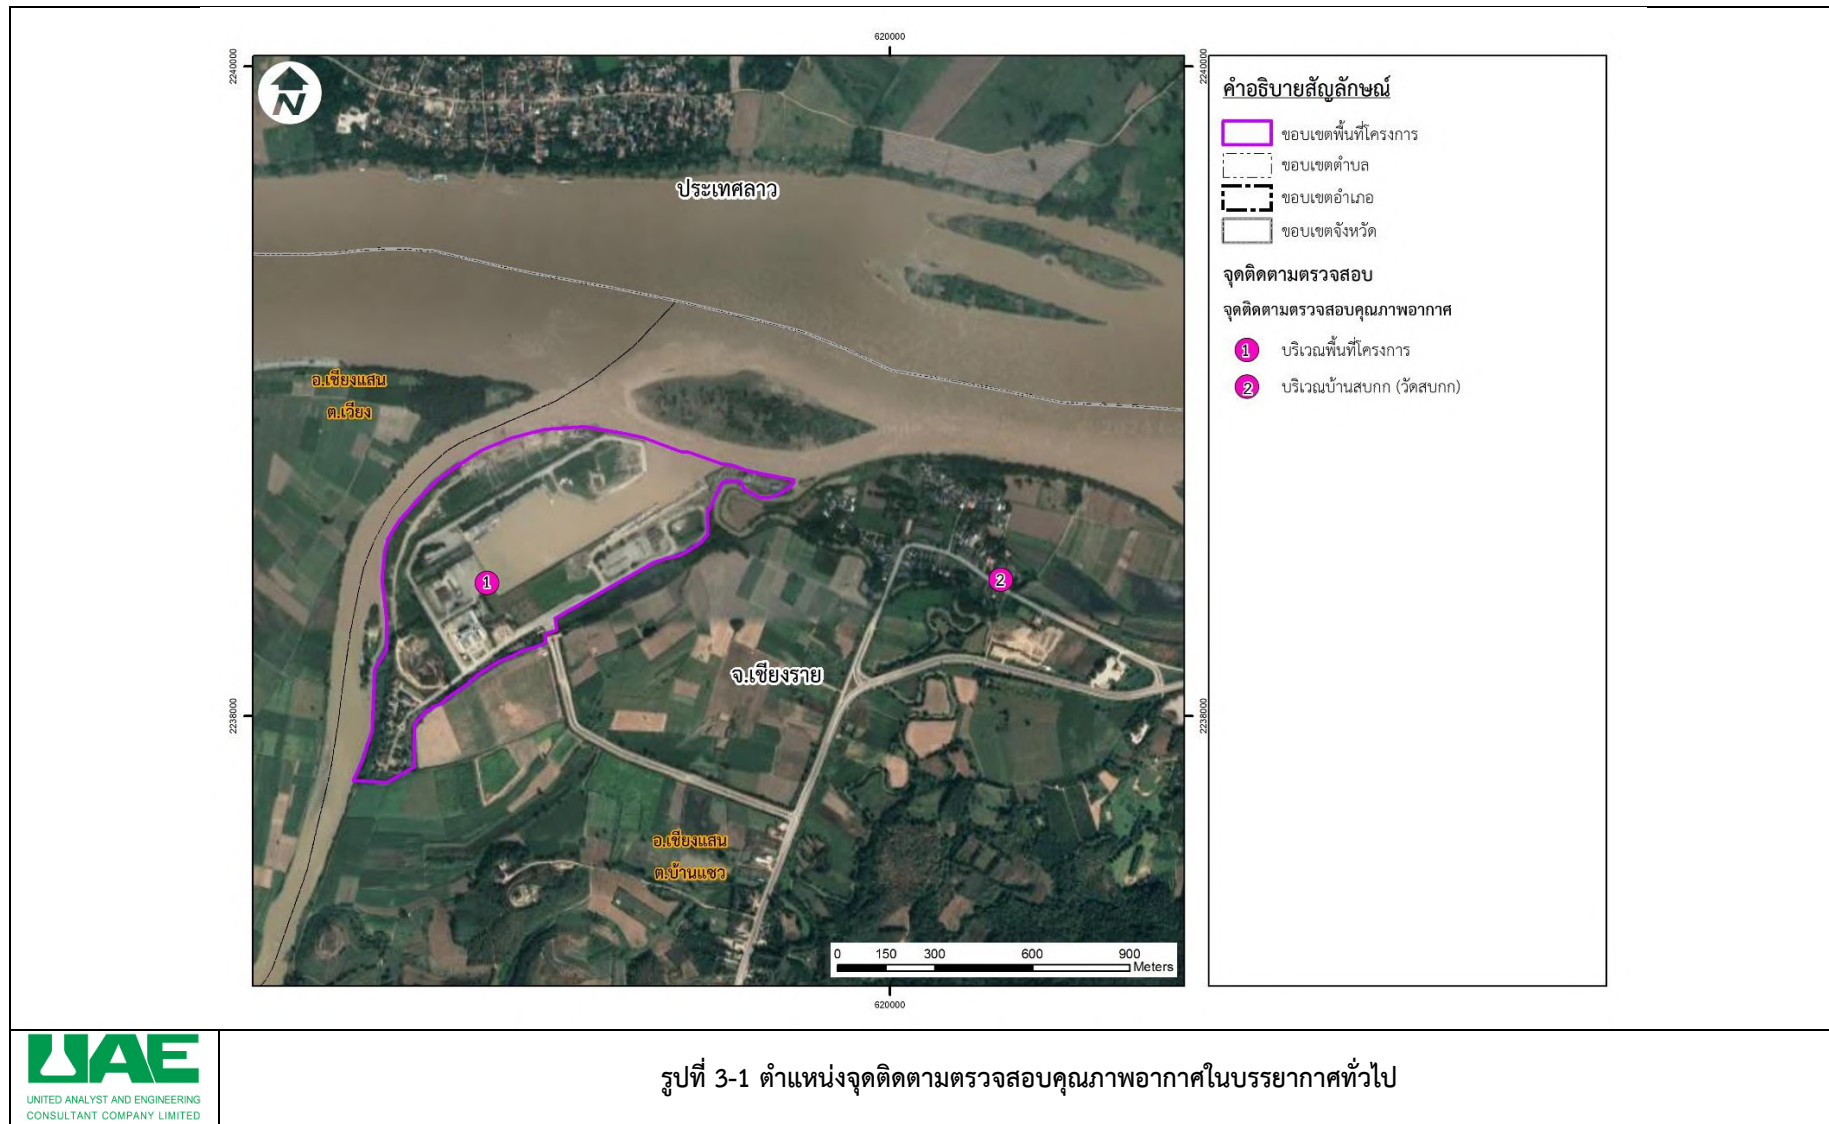 620000
2240000
2240000
N
ประเทศลาว
อ.เชียงแสน
ต.เวียง
1
2
จ.เชียงราย
2238000
2238000
อ.เชียงแสน
ต.บ้านแซว
0 150 300 600 900
Meters
620000
คำอธิบายสัญลักษณ์
ขอบเขตพื้นที่โครงการ
ขอบเขตตำบล
ขอบเขตอำเภอ
ขอบเขตจังหวัด
จุดติดตามตรวจสอบ
จุดติดตามตรวจสอบคุณภาพอากาศ
1 บริเวณพื้นที่โครงการ
2 บริเวณบ้านสบกก (วัดสบกก)
UAE
UNITED ANALYST AND ENGINEERING
CONSULTANT COMPANY LIMITED
รูปที่ 3-1 ตำแหน่งจุดติดตามตรวจสอบคุณภาพอากาศในบรรยากาศทั่วไป